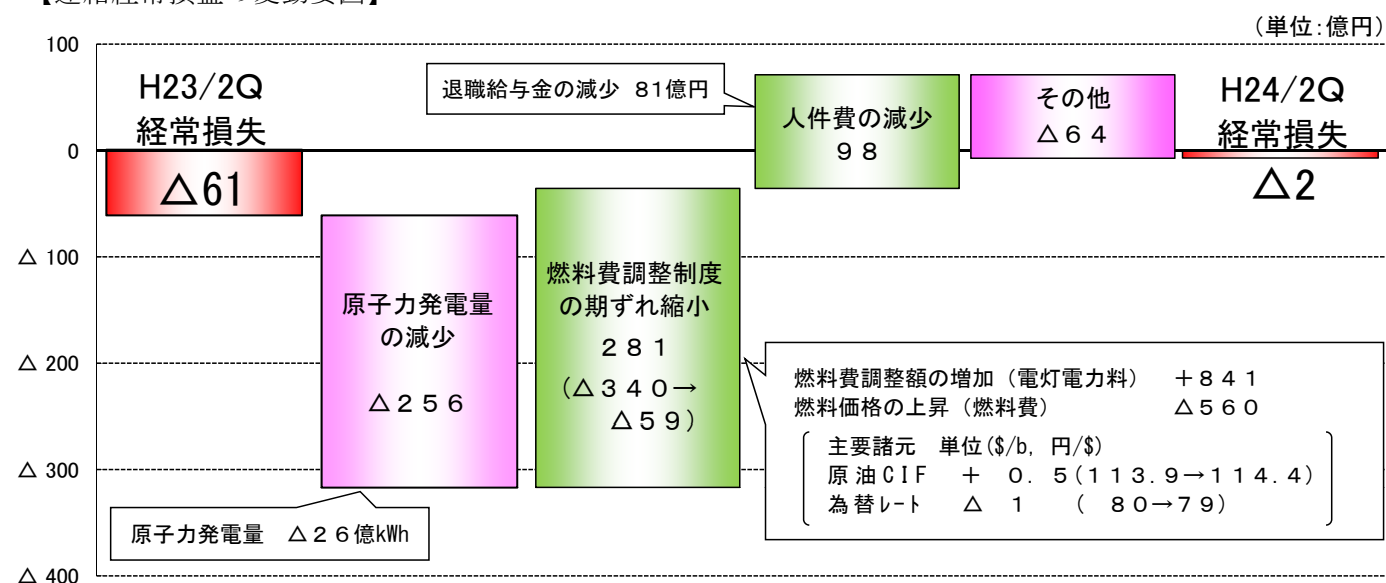 (単位:億円)
100
0
△ 100
△ 200
△ 300
△ 400
H23/2Q
経常損失
△61
原子力発電量
の減少
△256
原子力発電量 △26億kWh
燃料費調整制度
の期ずれ縮小
281
(△340→
△59)
退職給与金の減少 81億円
人件費の減少
98
その他
△64
H24/2Q
経常損失
△2
燃料費調整額の増加(電灯電力料) +841
燃料価格の上昇(燃料費) △560
主要諸元 単位($/b, 円/$)
原油CIF + 0.5(113.9→114.4)
為替レート △ 1 ( 80→79)